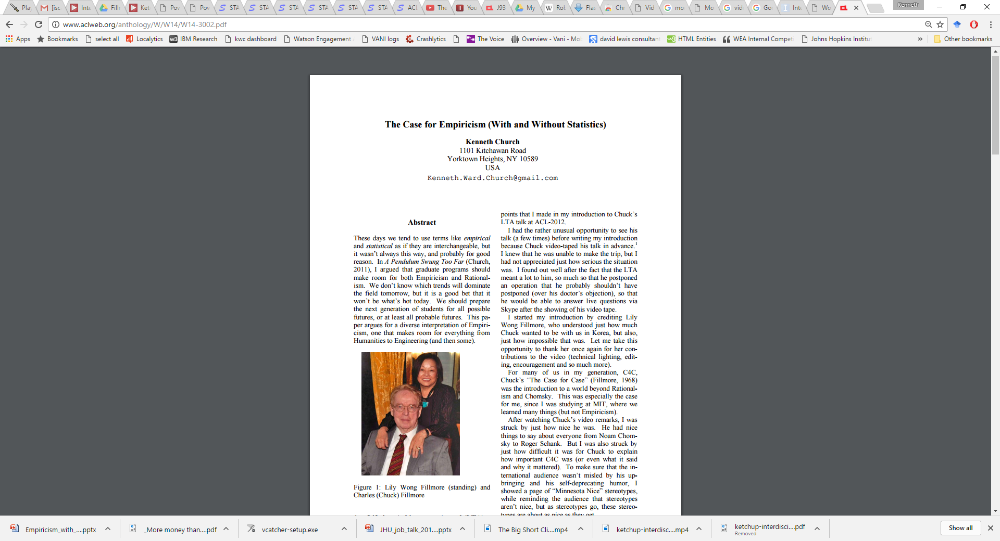 Play
[isc
Inte
Fillr
Ket
Pov
Pov
STA
STA
STA
STA
STA
STA
ACL
The
You
J93
My
Rol
Flas
Chr
Vid
mo
Mo
vid
Go
Inte
Wo
Kenneth
www.aclweb.org/anthology/W/W14/W14-3002.pdf
Apps Bookmarks select all Localytics IBM Research kwc dashboard Watson Engagement VANI logs Crashlytics The Voice Overview - Vani - Mo david lewis consultan HTML Entities WEA Internal Compet Johns Hopkins Institu » Other bookmarks
The Case for Empiricism (With and Without Statistics)
Kenneth Church
1101 Kitchawan Road
Yorktown Heights, NY 10589
USA
Kenneth.Ward.Church@gmail.com
Abstract
These days we tend to use terms like empirical
and statistical as if they are interchangeable, but
it wasn't always this way, and probably for good
reason. In A Pendulum Swung Too Far (Church,
2011), I argued that graduate programs should
make room for both Empiricism and Rational-
ism. We don't know which trends will dominate
the field tomorrow, but it is a good bet that it
won't be what's hot today. We should prepare
the next generation of students for all possible
futures, or at least all probable futures. This pa-
per argues for a diverse interpretation of Empiri-
cism, one that makes room for everything from
Humanities to Engineering (and then some).
Figure 1: Lily Wong Fillmore (standing) and
Charles (Chuck) Fillmore
points that I made in my introduction to Chuck's
LTA talk at ACL-2012.
I had the rather unusual opportunity to see his
talk (a few times) before writing my introduction
because Chuck video-taped his talk in advance.1
I knew that he was unable to make the trip, but I
had not appreciated just how serious the situation
was. I found out well after the fact that the LTA
meant a lot to him, so much so that he postponed
an operation that he probably shouldn't have
postponed (over his doctor's objection), so that
he would be able to answer live questions via
Skype after the showing of his video tape.
I started my introduction by crediting Lily
Wong Fillmore, who understood just how much
Chuck wanted to be with us in Korea, but also,
just how impossible that was. Let me take this
opportunity to thank her once again for her con-
tributions to the video (technical lighting, edit-
ing, encouragement and so much more).
For many of us in my generation, C4C,
Chuck's "The Case for Case" (Fillmore, 1968)
was the introduction to a world beyond Rational-
ism and Chomsky. This was especially the case
for me, since I was studying at MIT, where we
learned many things (but not Empiricism).
After watching Chuck's video remarks, I was
struck by just how nice he was. He had nice
things to say about everyone from Noam Chom-
sky to Roger Schank. But I was also struck by
just how difficult it was for Chuck to explain
how important C4C was (or even what it said
and why it mattered). To make sure that the in-
ternational audience wasn't misled by his up-
bringing and his self-deprecating humor, I
showed a page of "Minnesota Nice" stereotypes,
while reminding the audience that stereotypes
aren't nice, but as stereotypes go, these stereo-
types are about as nice as they get.
Empiricism_with_....pptx
_More money than....pdf
vcatcher-setup.exe
JHU_job_talk_201....pptx
The Big Short Cli....mp4
ketchup-interdisc....mp4
ketchup-interdisci....pdf
Removed
Show all